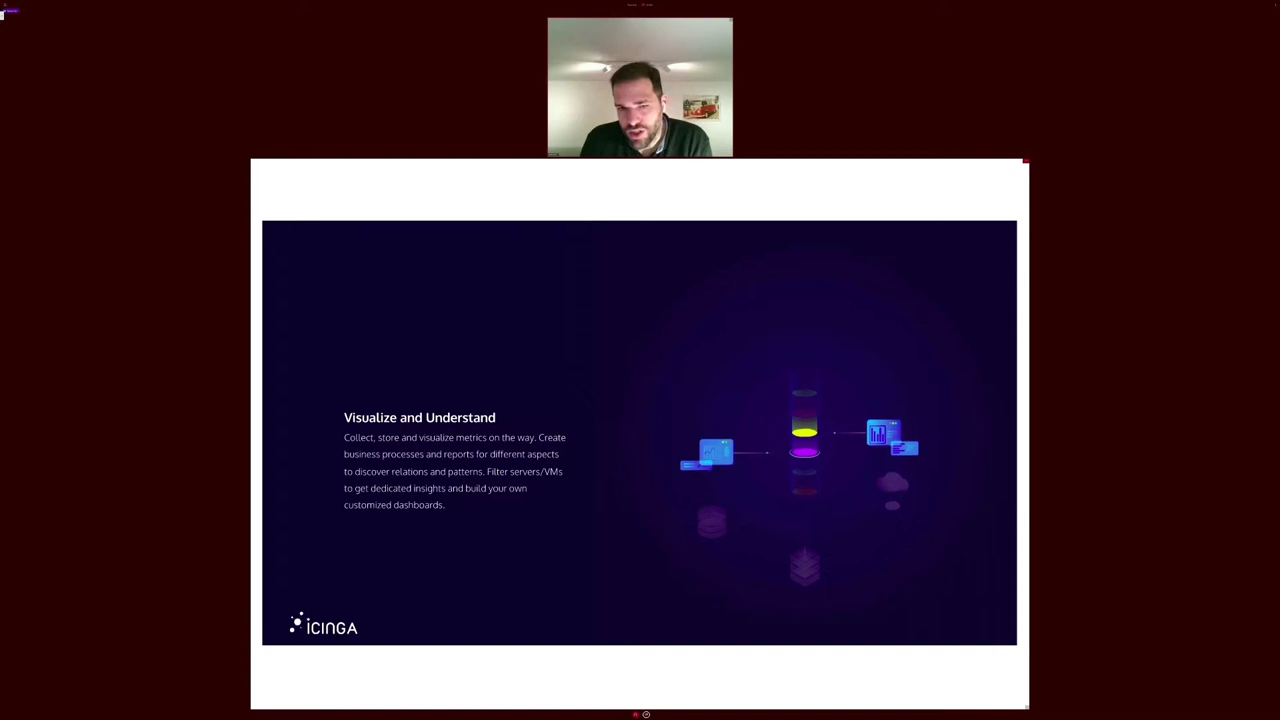 Visualize and Understand
Collect, store and visualize metrics on the way. Create
business processes and reports for different aspects
to discover relations and patterns. Filter servers/VMs
to get dedicated insights and build your own
customized dashboards.
ICINGA